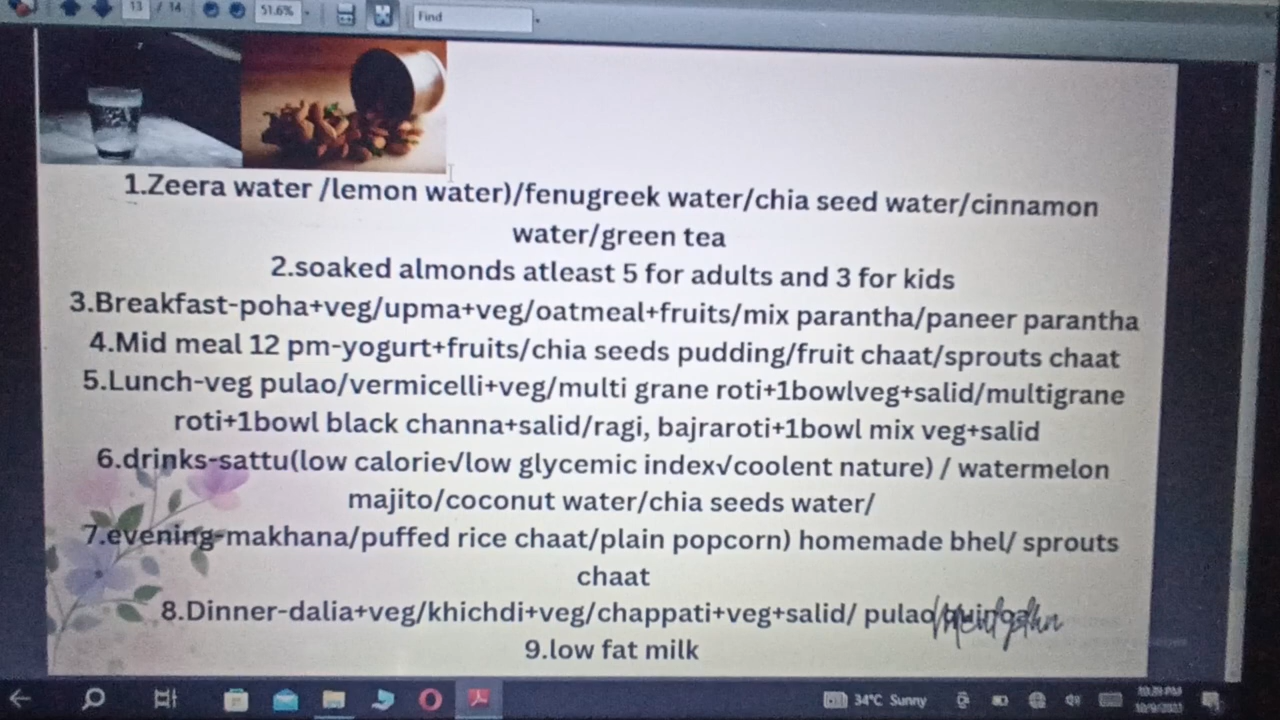 13 / 14 51.6% Find
1.Zeera water /lemon water)/fenugreek water/chia seed water/cinnamon
water/green tea
2.soaked almonds atleast 5 for adults and 3 for kids
3.Breakfast-poha+veg/upma+veg/oatmeal+fruits/mix parantha/paneer parantha
4.Mid meal 12 pm-yogurt+fruits/chia seeds pudding/fruit chaat/sprouts chaat
5.Lunch-veg pulao/vermicelli+veg/multi grane roti+1bowlveg+salid/multigrane
roti+1bowl black channa+salid/ragi, bajraroti+1bowl mix veg+salid
6.drinks-sattu(low calorie√low glycemic index√coolent nature) / watermelon
majito/coconut water/chia seeds water/
7.evening-makhana/puffed rice chaat/plain popcorn) homemade bhel/ sprouts
chaat
8.Dinner-dalia+veg/khichdi+veg/chappati+veg+salid/ pulao/
9.low fat milk
34°C Sunny